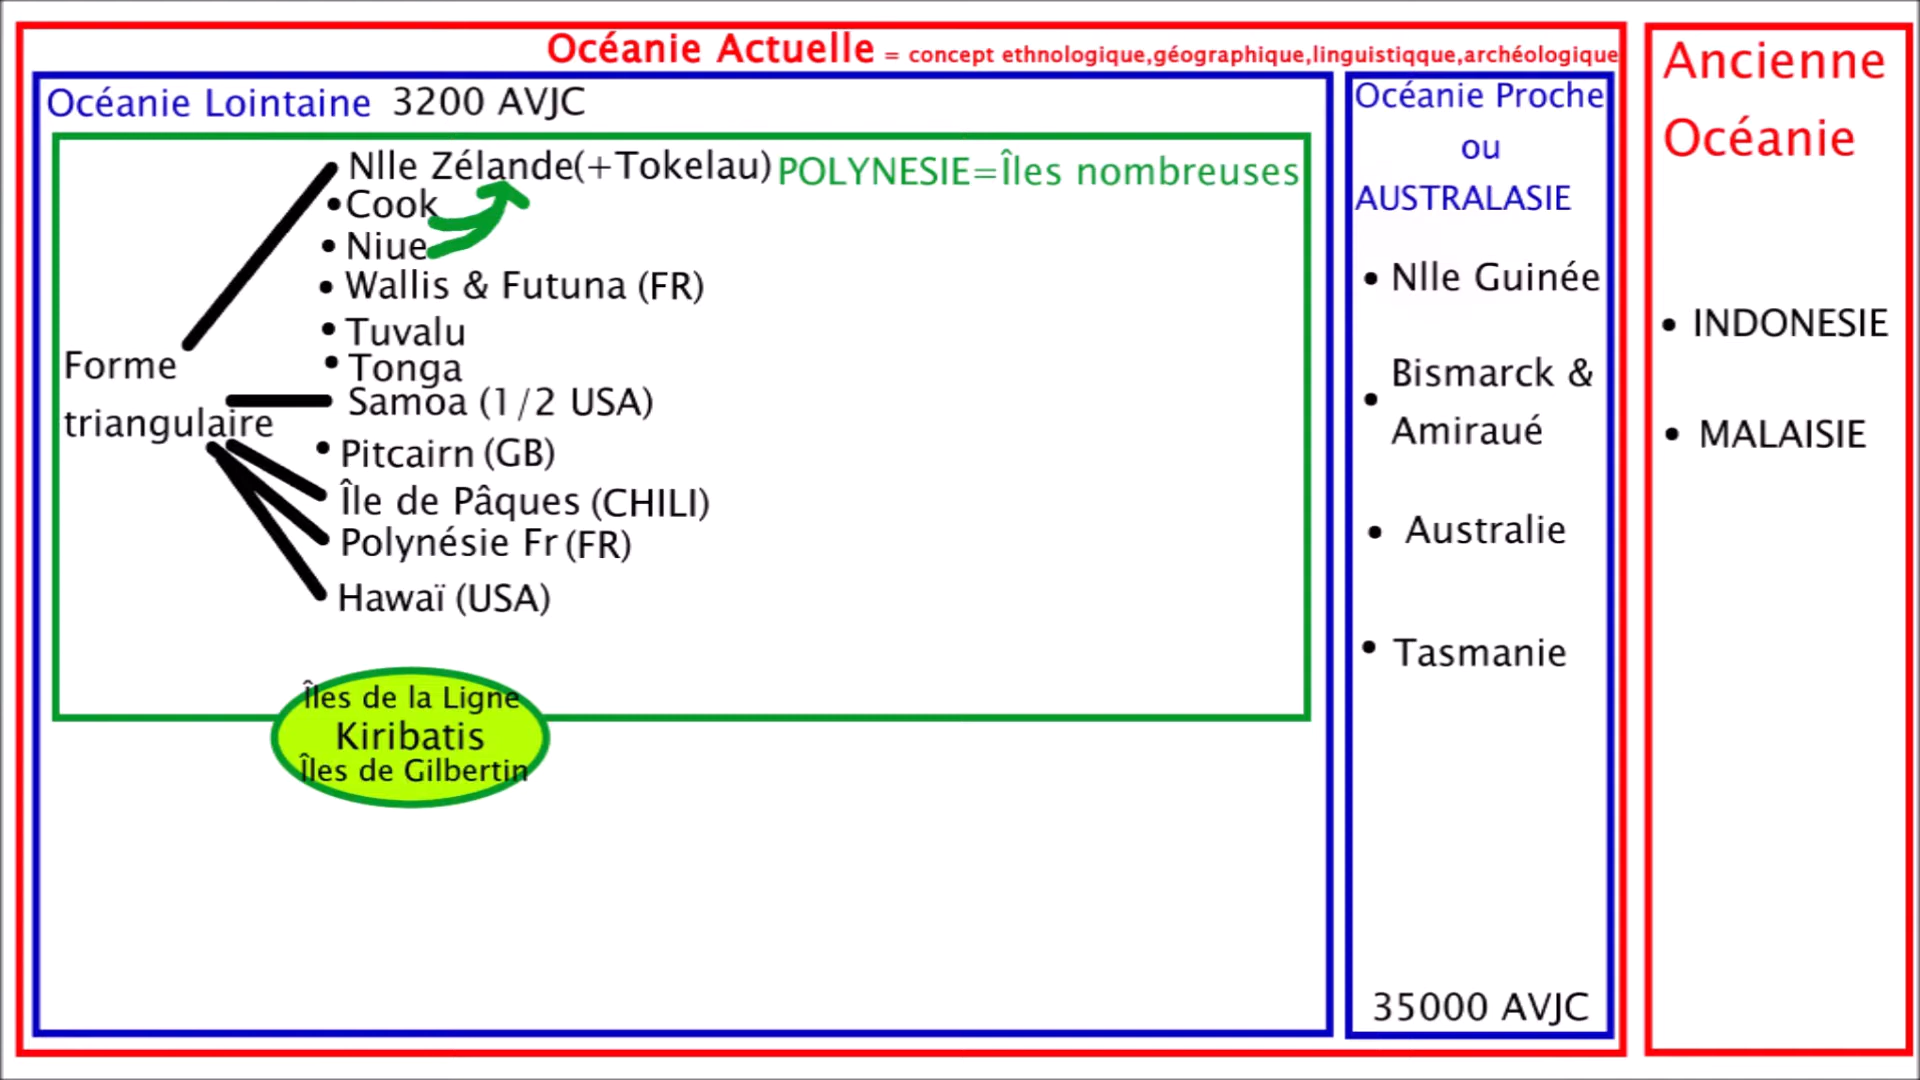 Océanie Actuelle = concept ethnologique,géographique,linguistiqque,archéologique
Océanie Lointaine 3200 AVJC
POLYNESIE=Îles nombreuses
Forme
triangulaire
Nlle Zélande(+Tokelau)
• Cook
• Niue
• Wallis & Futuna (FR)
• Tuvalu
• Tonga
Samoa (1/2 USA)
• Pitcairn (GB)
Île de Pâques (CHILI)
Polynésie Fr (FR)
Hawaï (USA)
Îles de la Ligne
Kiribatis
Îles de Gilbertin
Océanie Proche
ou
AUSTRALASIE
• Nlle Guinée
• Bismarck &
Amiraué
• Australie
• Tasmanie
35000 AVJC
Ancienne
Océanie
• INDONESIE
• MALAISIE